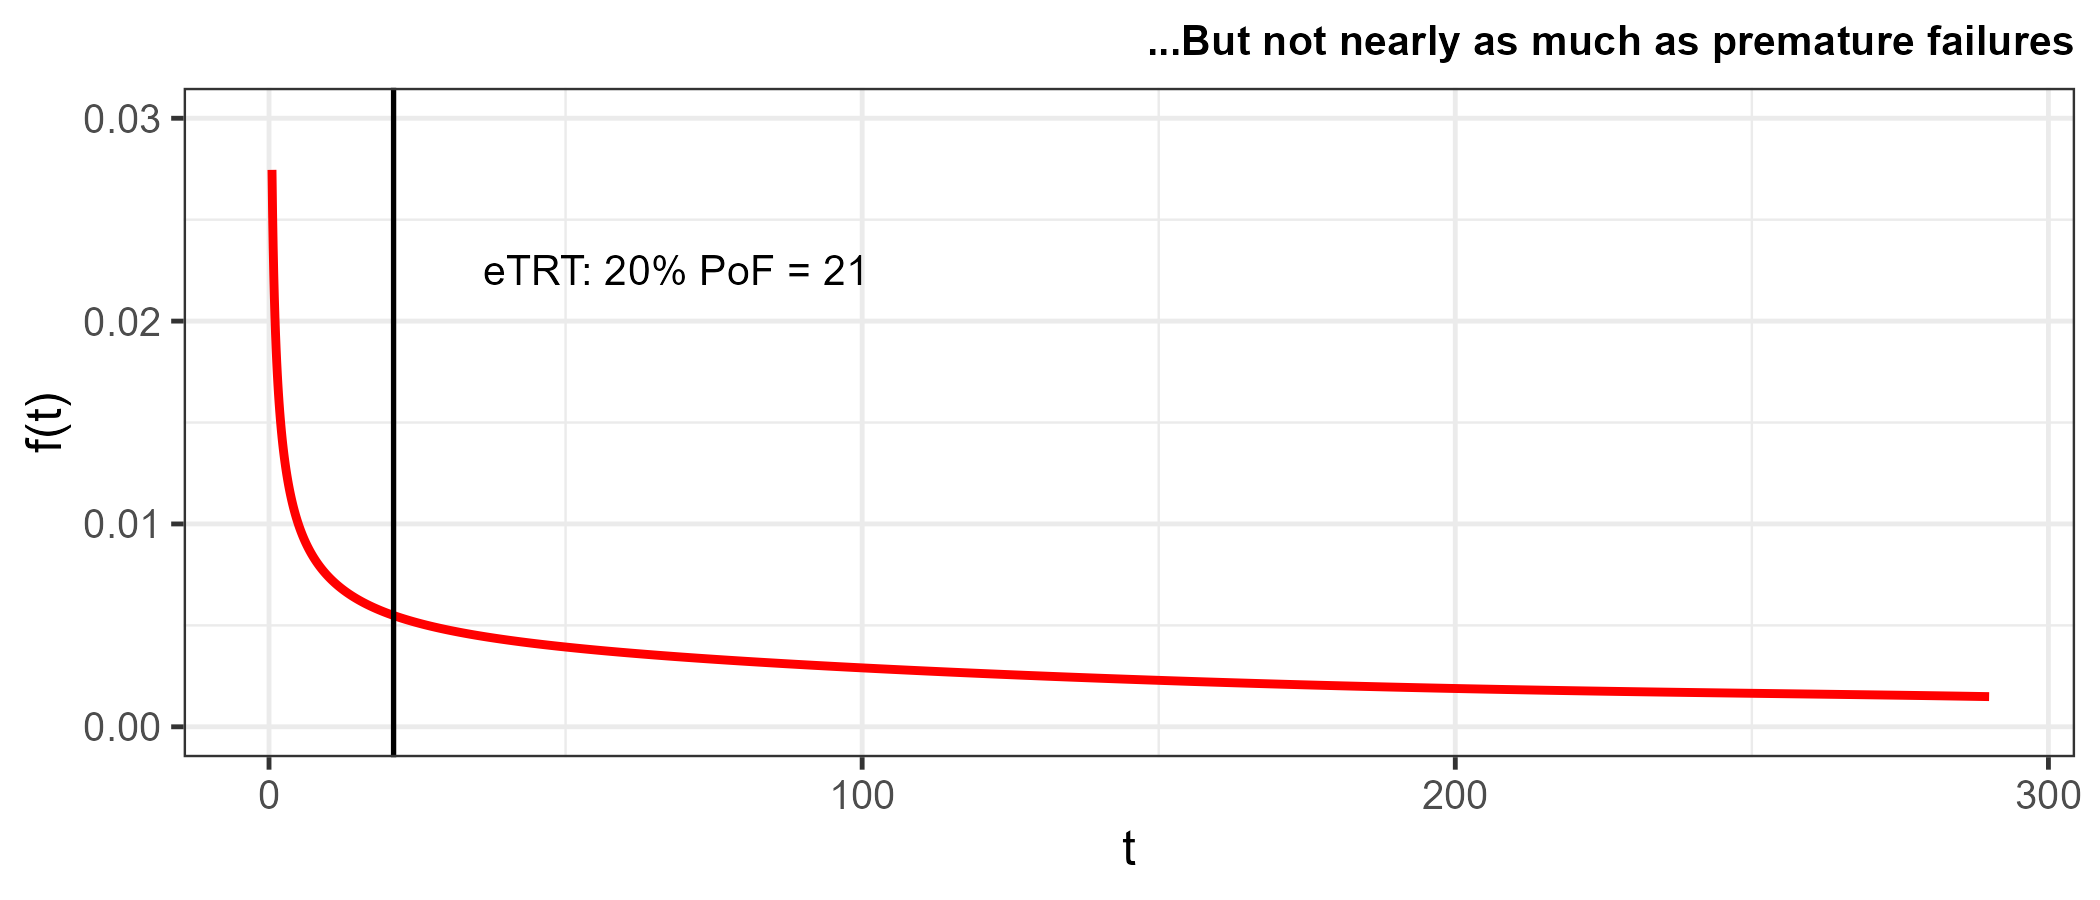 ...But not nearly as much as premature failures
0.03
0.02
0.01
0.00
f(t)
eTRT: 20% PoF = 21
0 100 200 300
t